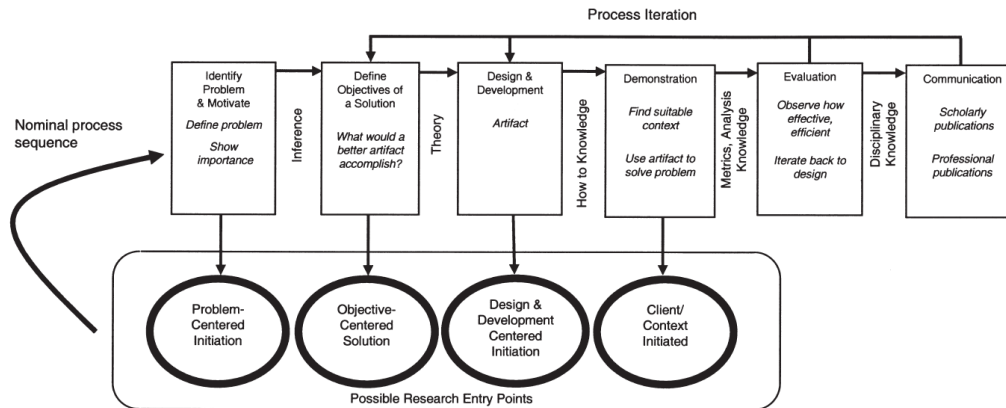 Process Iteration
Nominal process
sequence
Identify
Problem
& Motivate
Define problem
Show
importance
Inference
Define
Objectives of
a Solution
What would a
better artifact
accomplish?
Theory
Design &
Development
Artifact
How to Knowledge
Demonstration
Find suitable
context
Use artifact to
solve problem
Metrics, Analysis
Knowledge
Evaluation
Observe how
effective,
efficient
Iterate back to
design
Disciplinary
Knowledge
Communication
Scholarly
publications
Professional
publications
Problem-
Centered
Initiation
Objective-
Centered
Solution
Design &
Development
Centered
Initiation
Client/
Context
Initiated
Possible Research Entry Points